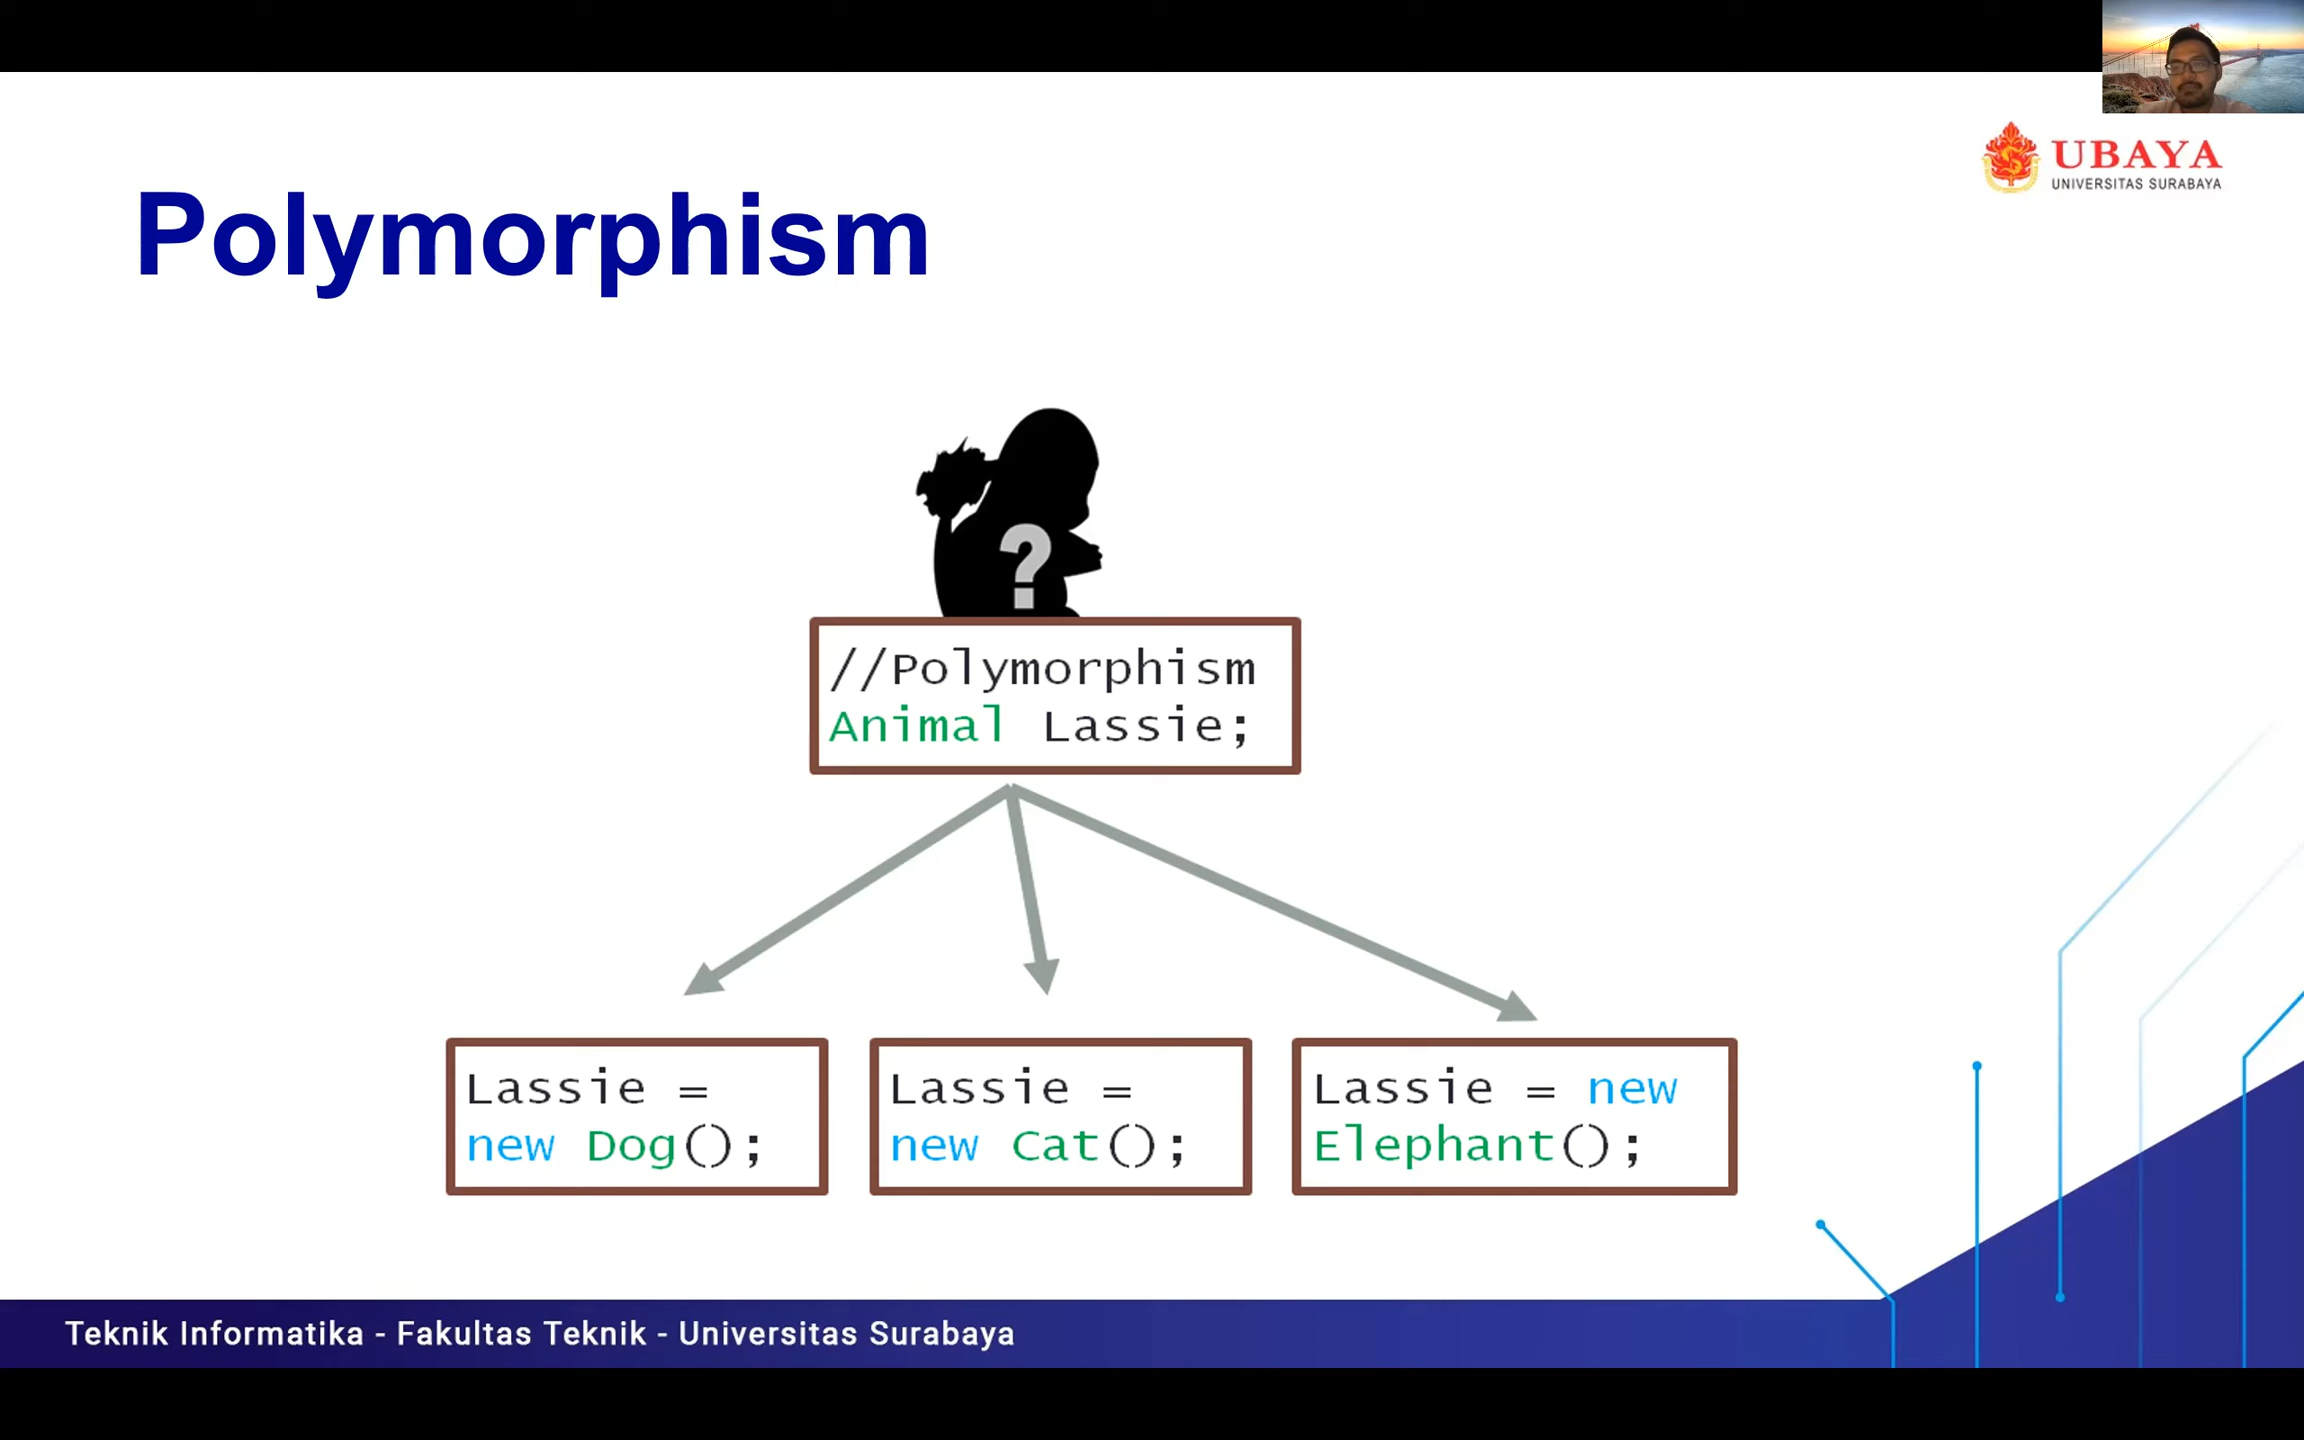 UBAYA
UNIVERSITAS SURABAYA
Polymorphism
?
//Polymorphism
Animal Lassie;
Lassie =
new Dog();
Lassie =
new Cat();
Lassie = new
Elephant();
Teknik Informatika - Fakultas Teknik - Universitas Surabaya